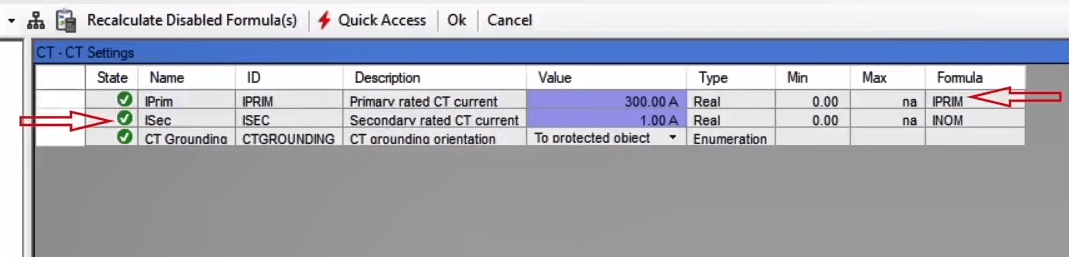 Recalculate Disabled Formula(s) Quick Access Ok Cancel
CT - CT Settings
State Name ID Description Value Type Min Max Formula
IPrim IPRIM Primary rated CT current 300.00 A Real 0.00 na IPRIM
ISec ISEC Secondary rated CT current 1.00 A Real 0.00 na INOM
CT Grounding CTGROUNDING CT grounding orientation To protected object Enumeration